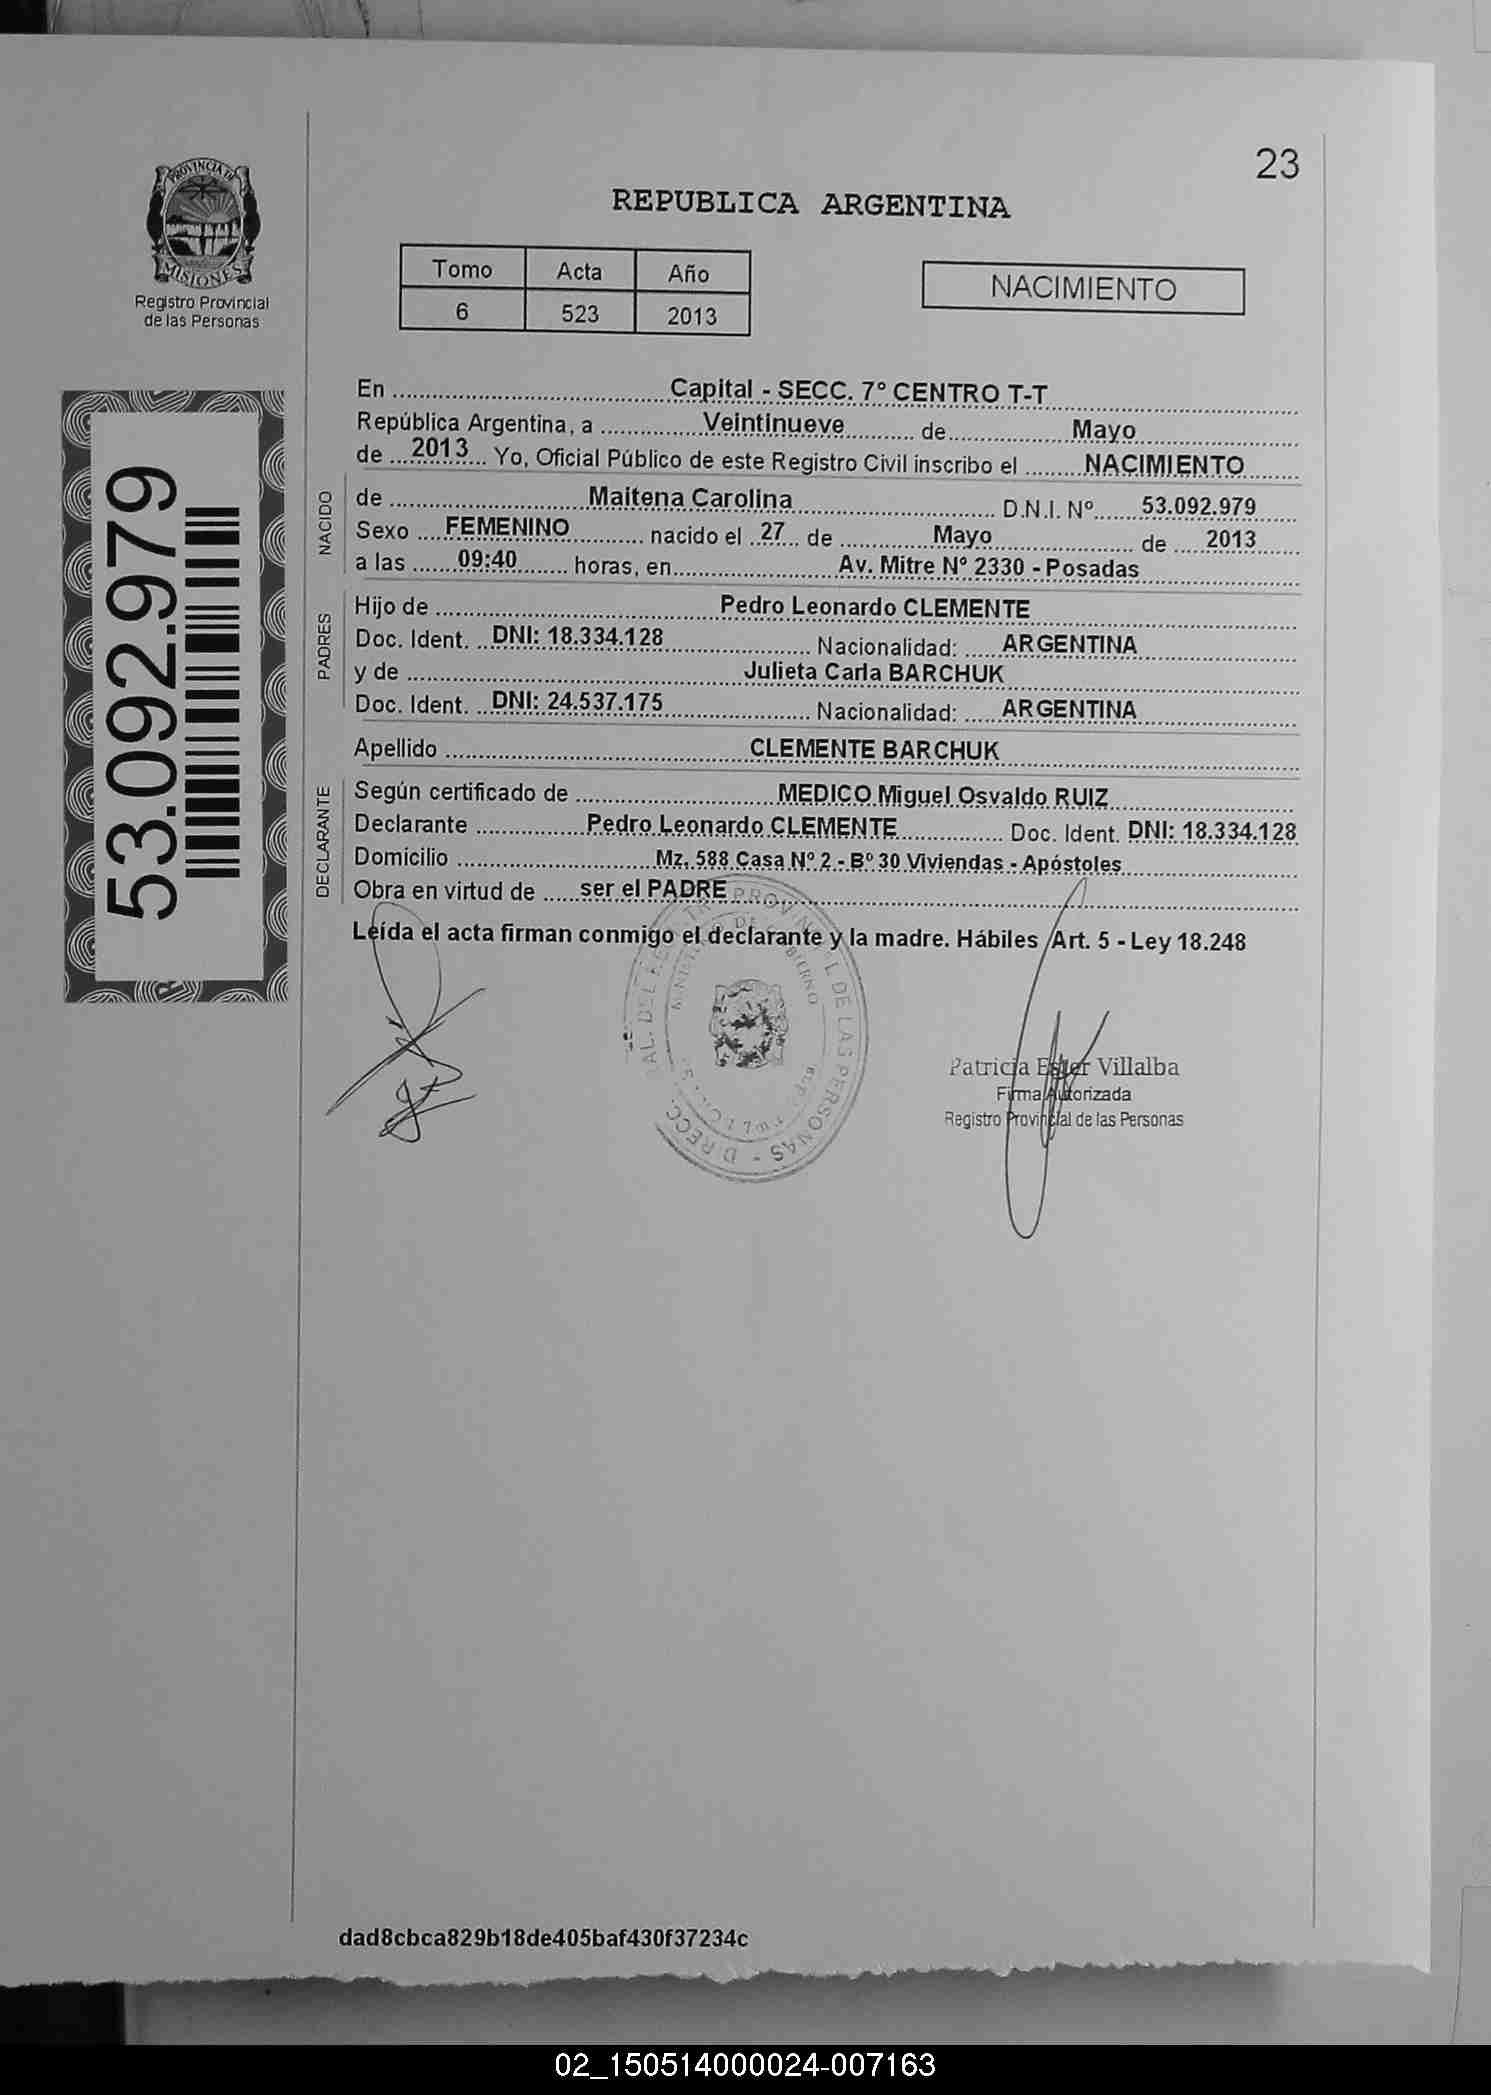 23
PROVINCIA DE
MISIONES
Registro Provincial
de las Personas
REPUBLICA ARGENTINA
Tomo Acta Año
6 523 2013
NACIMIENTO
53.092.979
En ........ Capital - SECC. 7° CENTRO T-T ........
República Argentina, a ........ Veintinueve ........ de ........ Mayo ........
de ... 2013 ... Yo, Oficial Público de este Registro Civil inscribo el ........ NACIMIENTO ........
NACIDO
de ........ Maitena Carolina ........ D.N.I. Nº ...... 53.092.979 ......
Sexo .... FEMENINO ........ nacido el .. 27 .. de ........ Mayo ........ de .... 2013 ....
a las ...... 09:40 ...... horas, en ........ Av. Mitre Nº 2330 - Posadas ........
PADRES
Hijo de ........ Pedro Leonardo CLEMENTE ........
Doc. Ident. .. DNI: 18.334.128 ........ Nacionalidad: ..... ARGENTINA ........
y de ........ Julieta Carla BARCHUK ........
Doc. Ident. .. DNI: 24.537.175 ........ Nacionalidad: ..... ARGENTINA ........
Apellido ........ CLEMENTE BARCHUK ........
DECLARANTE
Según certificado de ........ MEDICO Miguel Osvaldo RUIZ ........
Declarante ........ Pedro Leonardo CLEMENTE ........ Doc. Ident. DNI: 18.334.128
Domicilio ........ Mz. 588 Casa Nº 2 - Bº 30 Viviendas - Apóstoles ........
Obra en virtud de ..... ser el PADRE ........
Leída el acta firman conmigo el declarante y la madre. Hábiles Art. 5 - Ley 18.248
DE LAS PERSONAS - DIRECC.
Patricia Ester Villalba
Firma Autorizada
Registro Provincial de las Personas
dad8cbca829b18de405baf430f37234c
02_150514000024-007163